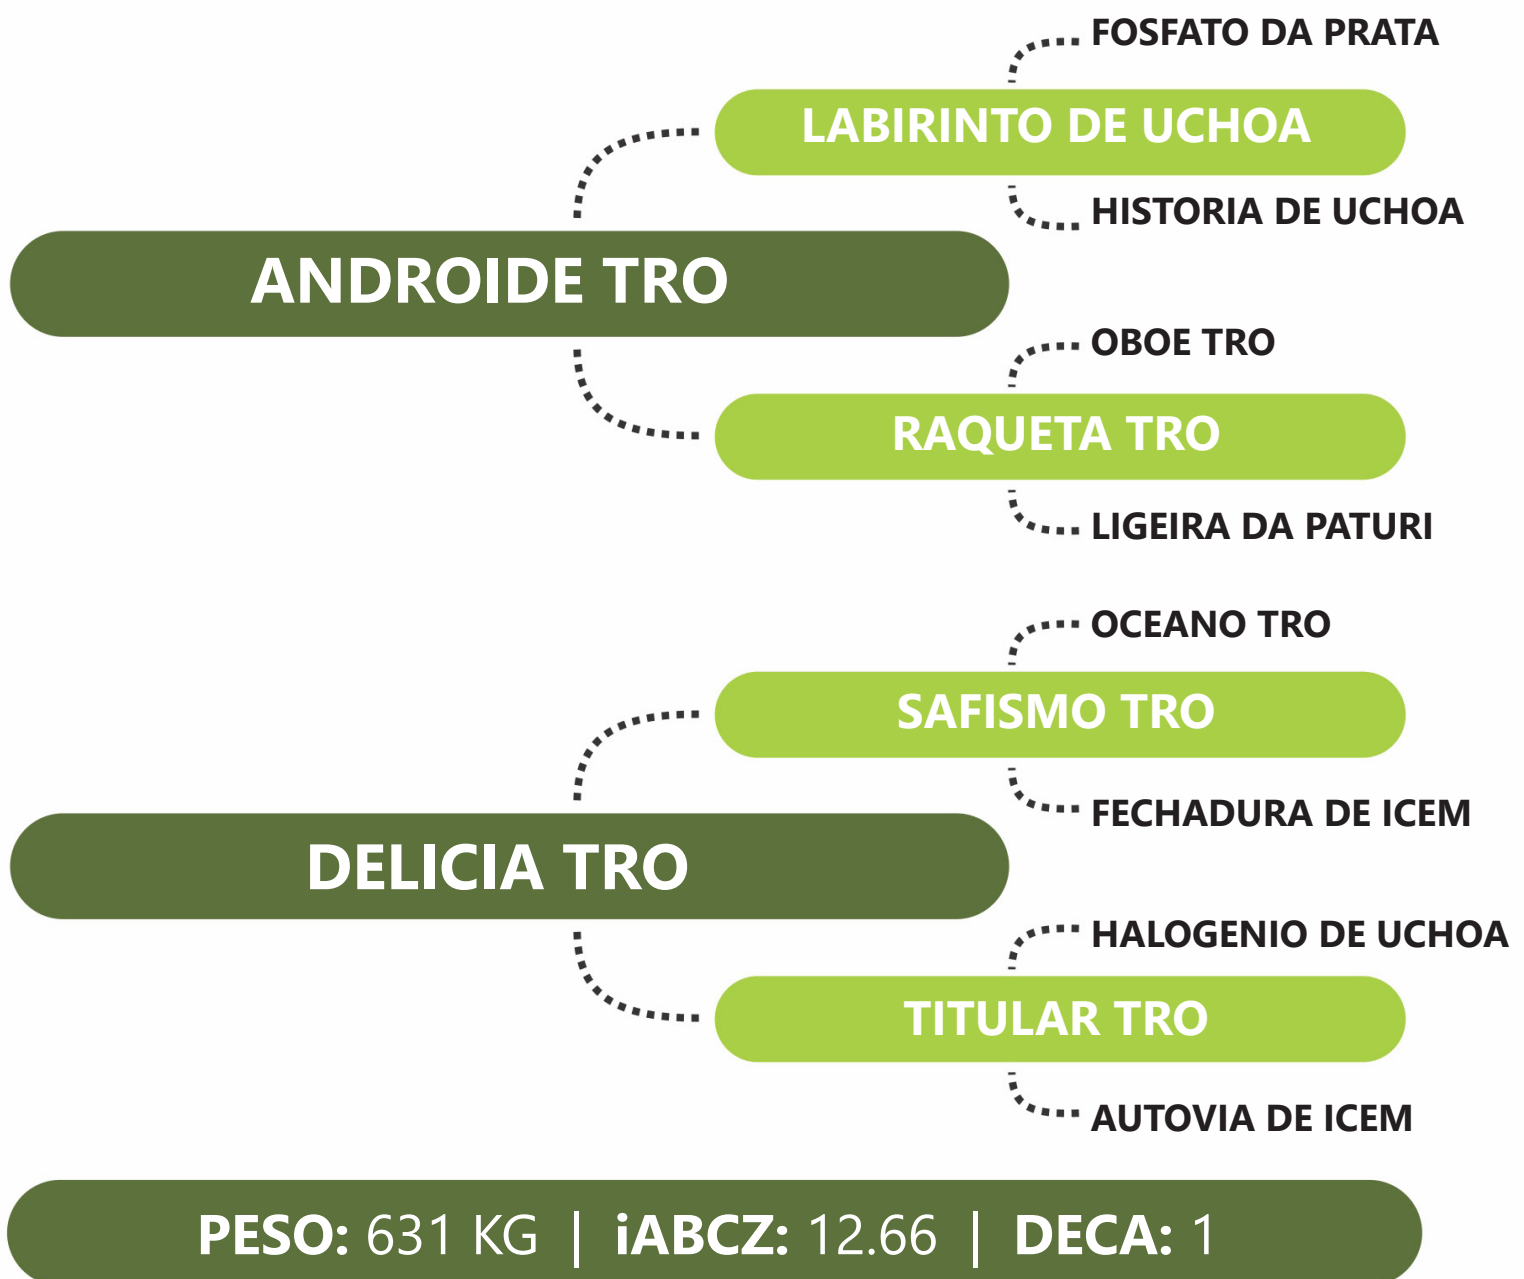 FOSFATO DA PRATA
LABIRINTO DE UCHOA
HISTORIA DE UCHOA
ANDROIDE TRO
OBOE TRO
RAQUETA TRO
LIGEIRA DA PATURI
OCEANO TRO
SAFISMO TRO
FECHADURA DE ICEM
DELICIA TRO
HALOGENIO DE UCHOA
TITULAR TRO
AUTOVIA DE ICEM
PESO: 631 KG | iABCZ: 12.66 | DECA: 1